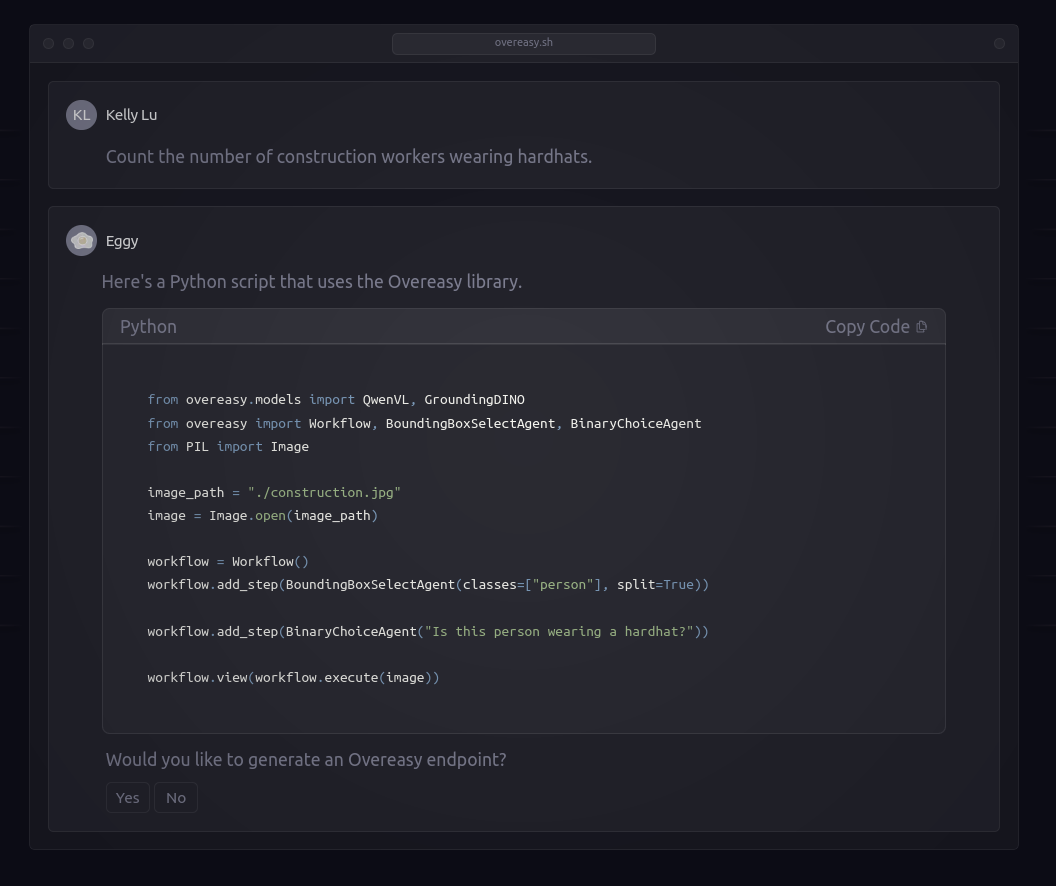 overeasy.sh
KL Kelly Lu
Count the number of construction workers wearing hardhats.
Eggy
Here's a Python script that uses the Overeasy library.
Python Copy Code
from overeasy.models import QwenVL, GroundingDINO
from overeasy import Workflow, BoundingBoxSelectAgent, BinaryChoiceAgent
from PIL import Image
image_path = "./construction.jpg"
image = Image.open(image_path)
workflow = Workflow()
workflow.add_step(BoundingBoxSelectAgent(classes=["person"], split=True))
workflow.add_step(BinaryChoiceAgent("Is this person wearing a hardhat?"))
workflow.view(workflow.execute(image))
Would you like to generate an Overeasy endpoint?
Yes No